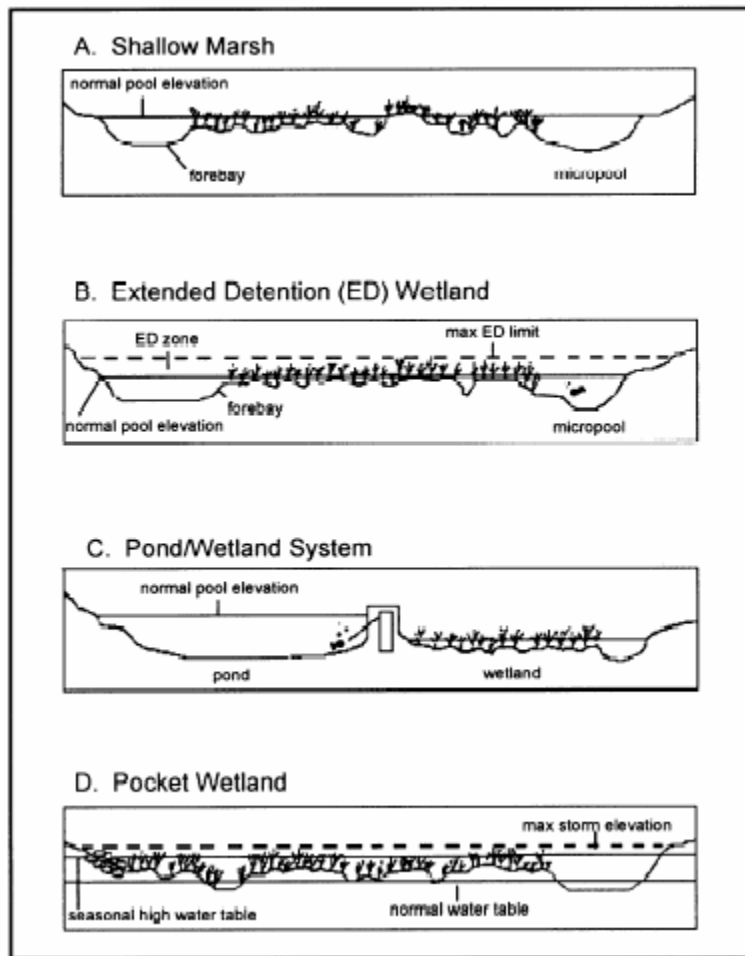 A. Shallow Marsh
normal pool elevation
forebay
micropool
B. Extended Detention (ED) Wetland
ED zone
max ED limit
forebay
normal pool elevation
micropool
C. Pond/Wetland System
normal pool elevation
pond
wetland
D. Pocket Wetland
max storm elevation
seasonal high water table
normal water table